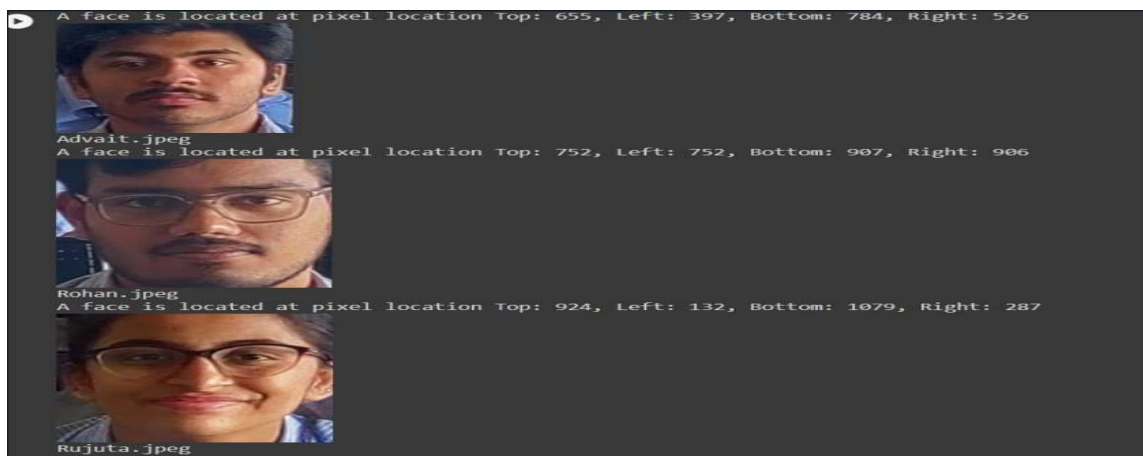 A face is located at pixel location Top: 655, Left: 397, Bottom: 784, Right: 526
Advait.jpeg
A face is located at pixel location Top: 752, Left: 752, Bottom: 907, Right: 906
Rohan.jpeg
A face is located at pixel location Top: 924, Left: 132, Bottom: 1079, Right: 287
Rujuta.jpeg